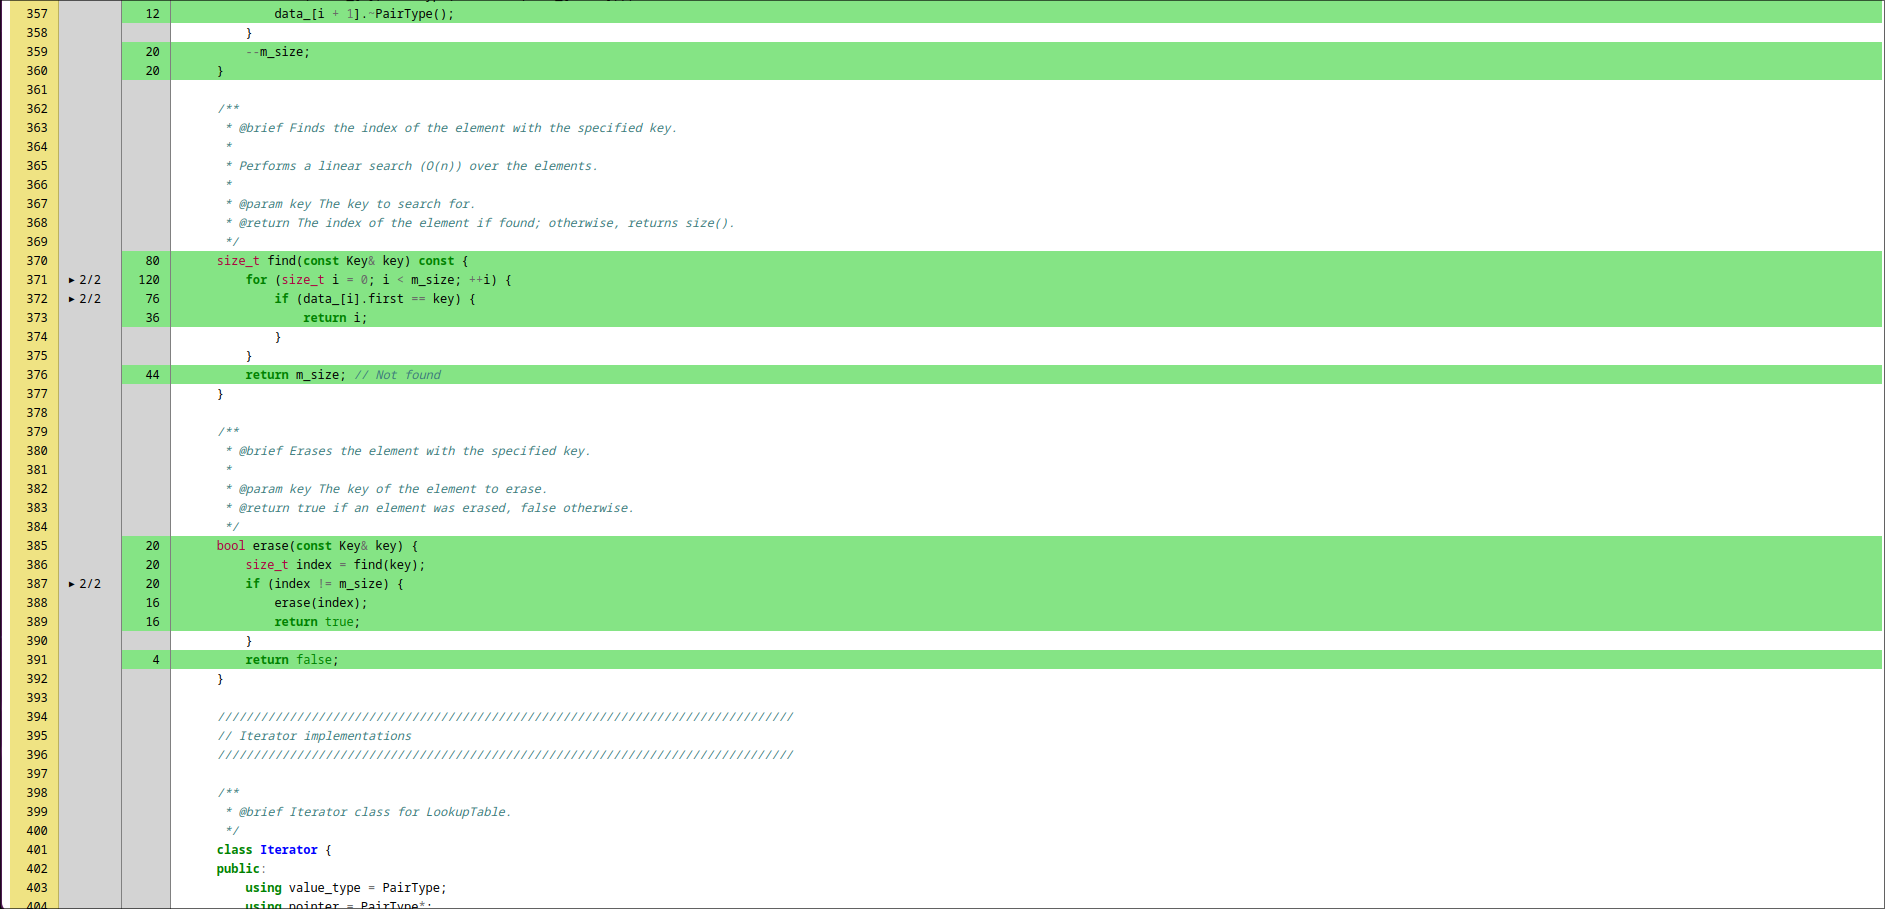 357 12 data_[i + 1].~PairType();
358 }
359 20 --m_size;
360 20 }
361
362 /**
363 * @brief Finds the index of the element with the specified key.
364 *
365 * Performs a linear search (O(n)) over the elements.
366 *
367 * @param key The key to search for.
368 * @return The index of the element if found; otherwise, returns size().
369 */
370 80 size_t find(const Key& key) const {
371 ▶ 2/2 120 for (size_t i = 0; i < m_size; ++i) {
372 ▶ 2/2 76 if (data_[i].first == key) {
373 36 return i;
374 }
375 }
376 44 return m_size; // Not found
377 }
378
379 /**
380 * @brief Erases the element with the specified key.
381 *
382 * @param key The key of the element to erase.
383 * @return true if an element was erased, false otherwise.
384 */
385 20 bool erase(const Key& key) {
386 20 size_t index = find(key);
387 ▶ 2/2 20 if (index != m_size) {
388 16 erase(index);
389 16 return true;
390 }
391 4 return false;
392 }
393
394 ////////////////////////////////////////////////////////////////////////////////
395 // Iterator implementations
396 ////////////////////////////////////////////////////////////////////////////////
397
398 /**
399 * @brief Iterator class for LookupTable.
400 */
401 class Iterator {
402 public:
403 using value_type = PairType;
404 using pointer = PairType*;